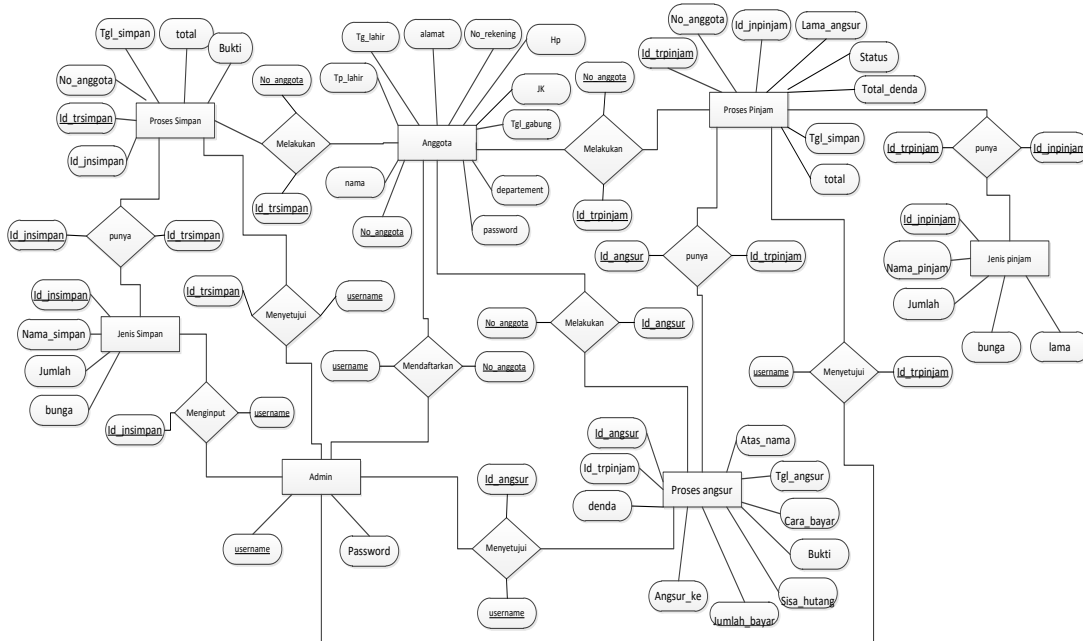 Tgl_simpan
total
Bukti
No_anggota
Id_trsimpan
Id_jnsimpan
Proses Simpan
No_anggota
Melakukan
Id_trsimpan
Tg_lahir
alamat
No_rekening
Hp
Tp_lahir
JK
Tgl_gabung
Anggota
nama
No_anggota
departement
password
No_anggota
Melakukan
Id_trpinjam
No_anggota
Id_jnpinjam
Lama_angsur
Id_trpinjam
Status
Total_denda
Proses Pinjam
Tgl_simpan
total
Id_trpinjam
punya
Id_jnpinjam
Id_jnsimpan
punya
Id_trsimpan
Id_angsur
punya
Id_trpinjam
Id_jnpinjam
Nama_pinjam
Jenis pinjam
Jumlah
bunga
lama
Id_jnsimpan
Nama_simpan
Jenis Simpan
Jumlah
bunga
Id_trsimpan
Menyetujui
username
No_anggota
Melakukan
Id_angsur
username
Mendaftarkan
No_anggota
username
Menyetujui
Id_trpinjam
Id_jnsimpan
Menginput
username
Admin
username
Password
Id_angsur
Menyetujui
username
Id_angsur
Id_trpinjam
denda
Proses angsur
Atas_nama
Tgl_angsur
Cara_bayar
Bukti
Sisa_hutang
Jumlah_bayar
Angsur_ke